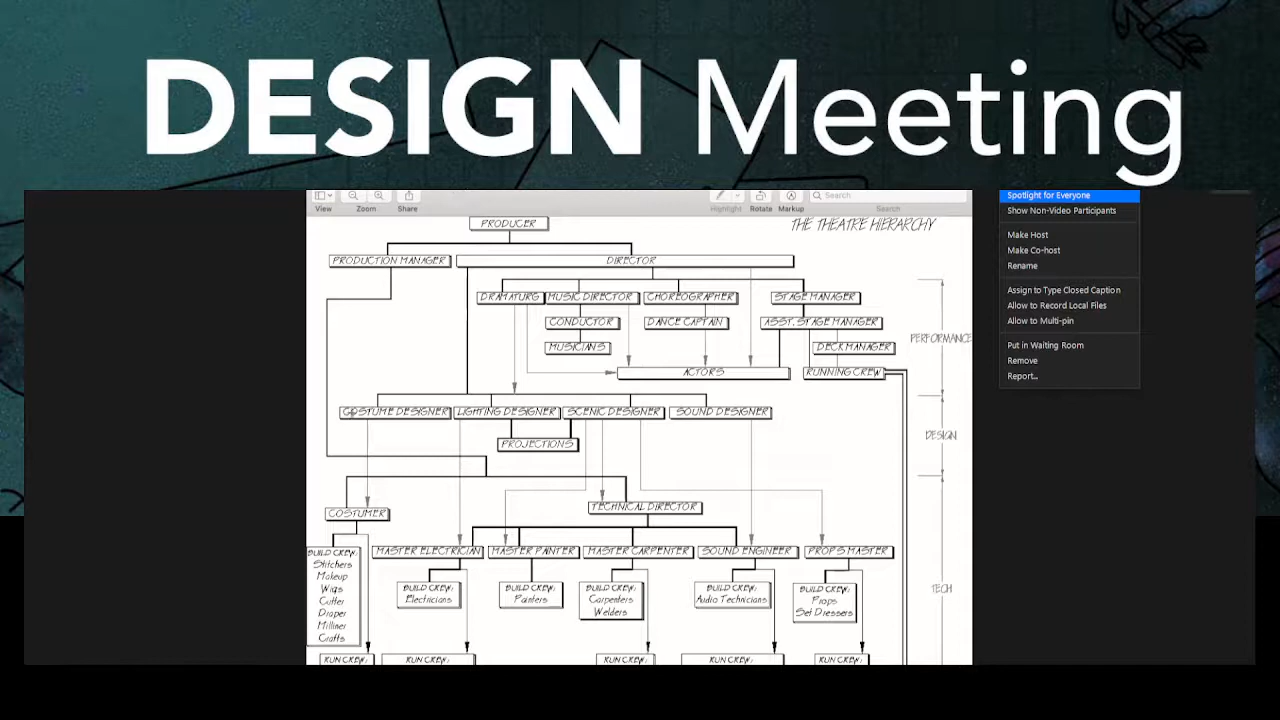 DESIGN Meeting
View Zoom Share Highlight Rotate Markup Search
Search
THE THEATRE HIERARCHY
PRODUCER
PRODUCTION MANAGER DIRECTOR
DRAMATURG MUSIC DIRECTOR CHOREOGRAPHER STAGE MANAGER
CONDUCTOR DANCE CAPTAIN ASST. STAGE MANAGER
PERFORMANCE
MUSICIANS DECK MANAGER
ACTORS RUNNING CREW
COSTUME DESIGNER LIGHTING DESIGNER SCENIC DESIGNER SOUND DESIGNER
DESIGN
PROJECTIONS
TECHNICAL DIRECTOR
COSTUMER
MASTER ELECTRICIAN MASTER PAINTER MASTER CARPENTER SOUND ENGINEER PROPS MASTER
BUILD CREW:
Stitchers
Makeup
Wigs
Cutter
Draper
Milliner
Crafts
BUILD CREW:
Electricians
BUILD CREW:
Painters
BUILD CREW:
Carpenters
Welders
BUILD CREW:
Audio Technicians
BUILD CREW:
Props
Set Dressers
TECH
RUN CREW: RUN CREW: RUN CREW: RUN CREW: RUN CREW:
Spotlight for Everyone
Show Non-Video Participants
Make Host
Make Co-host
Rename
Assign to Type Closed Caption
Allow to Record Local Files
Allow to Multi-pin
Put in Waiting Room
Remove
Report...